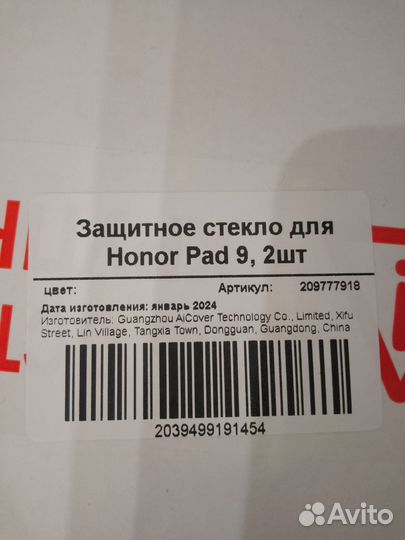 Защитное стекло для
Honor Pad 9, 2шт
цвет: Артикул: 209777918
Дата изготовления: январь 2024
Изготовитель: Guangzhou AiCover Technology Co., Limited, Xifu
Street, Lin Village, Tangxia Town, Dongguan, Guangdong, China
2039499191454
Avito